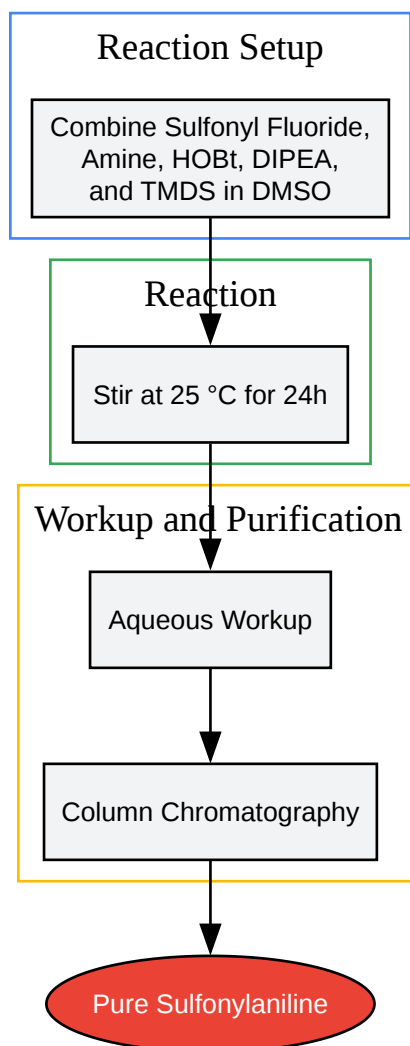 Reaction Setup
Combine Sulfonyl Fluoride,
Amine, HOBt, DIPEA,
and TMDS in DMSO
Reaction
Stir at 25 °C for 24h
Workup and Purification
Aqueous Workup
Column Chromatography
Pure Sulfonylaniline